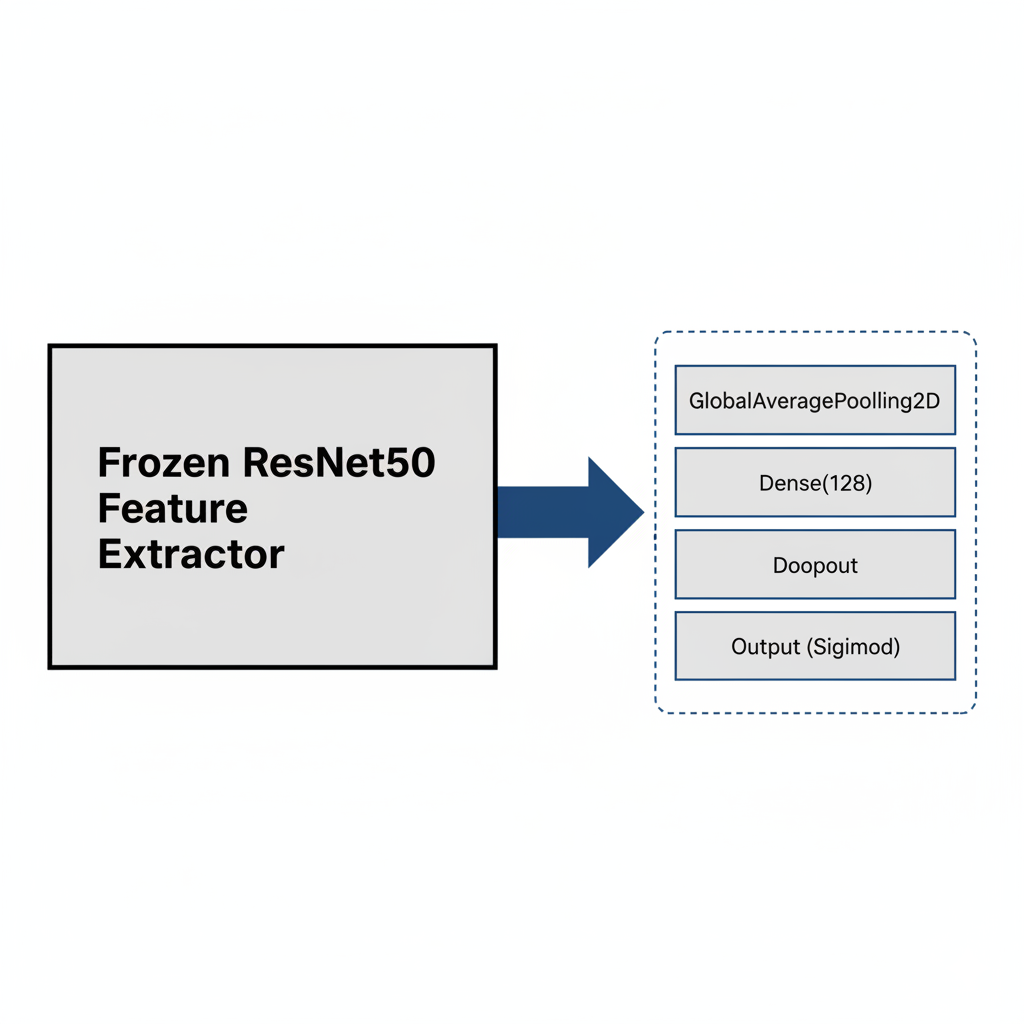 Frozen ResNet50
Feature
Extractor
GlobalAveragePoolling2D
Dense(128)
Doopout
Output (Sigimod)